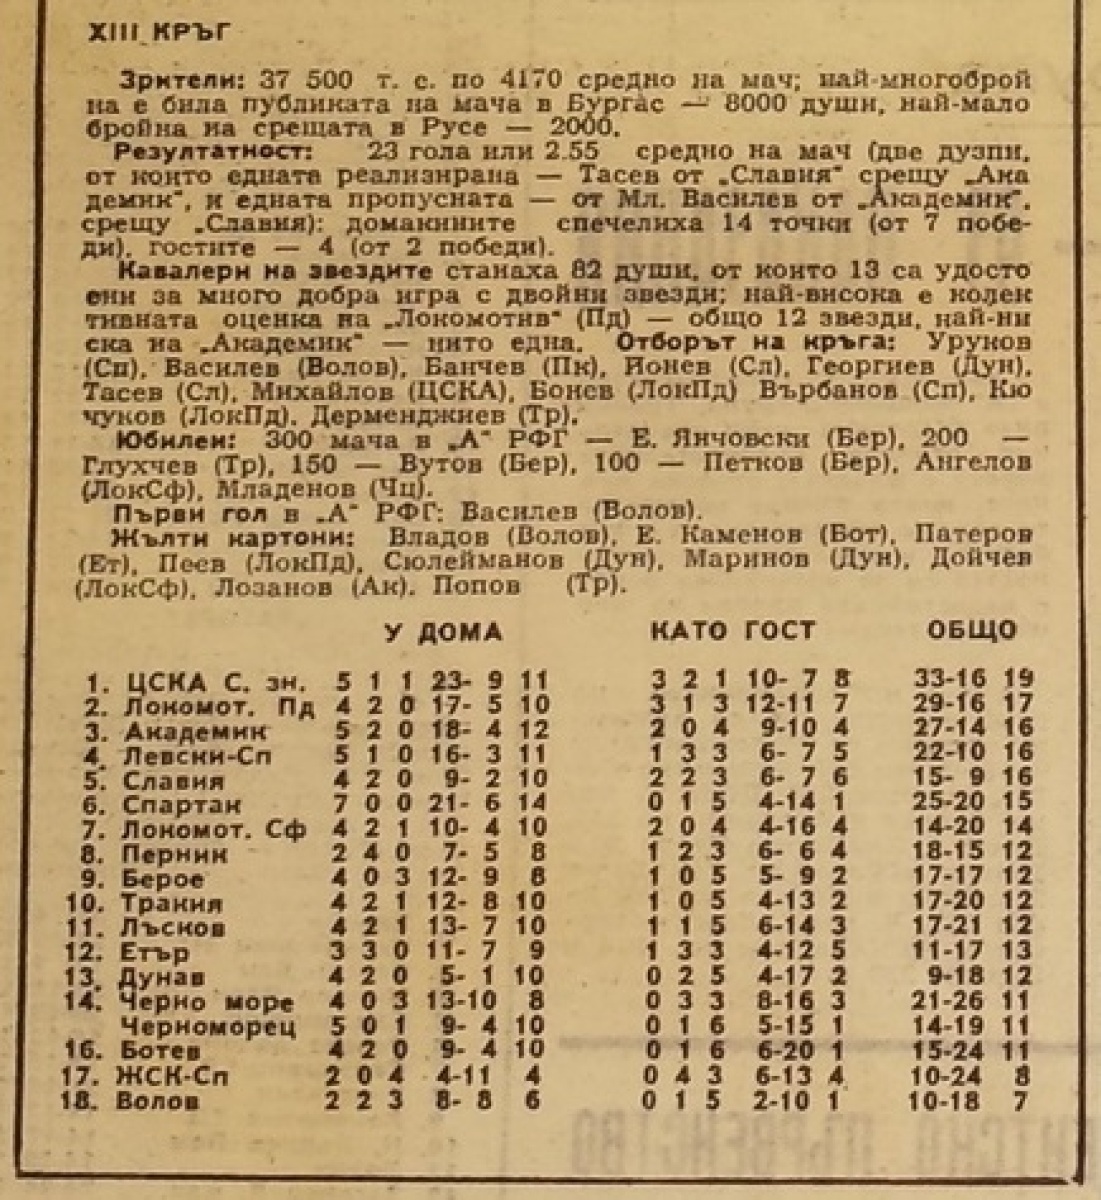 XIII КРЪГ
Зрители: 37 500 т. е. по 4170 средно на мач; най-многоброй
на е била публиката на мача в Бургас — 8000 души, най-мало
бройна на срещата в Русе — 2000.
Резултатност: 23 гола или 2.55 средно на мач (две дузпи,
от които едната реализирана — Тасев от „Славия" срещу „Ака
демик", и едната пропусната — от Мл. Василев от „Академик",
срещу „Славия); домакините спечелиха 14 точки (от 7 побе-
ди), гостите — 4 (от 2 победи).
Кавалери на звездите станаха 82 души, от които 13 са удосто
ени за много добра игра с двойни звезди; най-висока е колек
тивната оценка на „Локомотив" (Пд) — общо 12 звезди, най-ни
ска на „Академик" — нито една. Отборът на кръга: Уруков
(Сп), Василев (Волов), Банчев (Пк), Йонев (Сл), Георгиев (Дун),
Тасев (Сл), Михайлов (ЦСКА), Бонев (ЛокПд) Върбанов (Сп), Кю
чуков (ЛокПд), Дерменджиев (Тр).
Юбилеи: 300 мача в „А" РФГ — Е. Янчовски (Бер), 200 —
Глухчев (Тр), 150 — Вутов (Бер), 100 — Петков (Бер), Ангелов
(ЛокСф), Младенов (Чц).
Първи гол в „А" РФГ: Василев (Волов).
Жълти картони: Владов (Волов), Е. Каменов (Бот), Патеров
(Ет), Пеев (ЛокПд), Сюлейманов (Дун), Маринов (Дун), Дойчев
(ЛокСф), Лозанов (Ак), Попов (Тр).
У ДОМА КАТО ГОСТ ОБЩО
1. ЦСКА С. зн. 5 1 1 23- 9 11 3 2 1 10- 7 8 33-16 19
2. Локомот. Пд 4 2 0 17- 5 10 3 1 3 12-11 7 29-16 17
3. Академик 5 2 0 18- 4 12 2 0 4 9-10 4 27-14 16
4. Левски-Сп 5 1 0 16- 3 11 1 3 3 6- 7 5 22-10 16
5. Славия 4 2 0 9- 2 10 2 2 3 6- 7 6 15- 9 16
6. Спартак 7 0 0 21- 6 14 0 1 5 4-14 1 25-20 15
7. Локомот. Сф 4 2 1 10- 4 10 2 0 4 4-16 4 14-20 14
8. Перник 2 4 0 7- 5 8 1 2 3 6- 6 4 18-15 12
9. Берое 4 0 3 12- 9 8 1 0 5 5- 9 2 17-17 12
10. Тракия 4 2 1 12- 8 10 1 0 5 4-13 2 17-20 12
11. Лъсков 4 2 1 13- 7 10 1 1 5 6-14 3 17-21 12
12. Етър 3 3 0 11- 7 9 1 3 3 4-12 5 11-17 13
13. Дунав 4 2 0 5- 1 10 0 2 5 4-17 2 9-18 12
14. Черно море 4 0 3 13-10 8 0 3 3 8-16 3 21-26 11
Черноморец 5 0 1 9- 4 10 0 1 6 5-15 1 14-19 11
16. Ботев 4 2 0 9- 4 10 0 1 6 6-20 1 15-24 11
17. ЖСК-Сп 2 0 4 4-11 4 0 4 3 6-13 4 10-24 8
18. Волов 2 2 3 8- 8 6 0 1 5 2-10 1 10-18 7